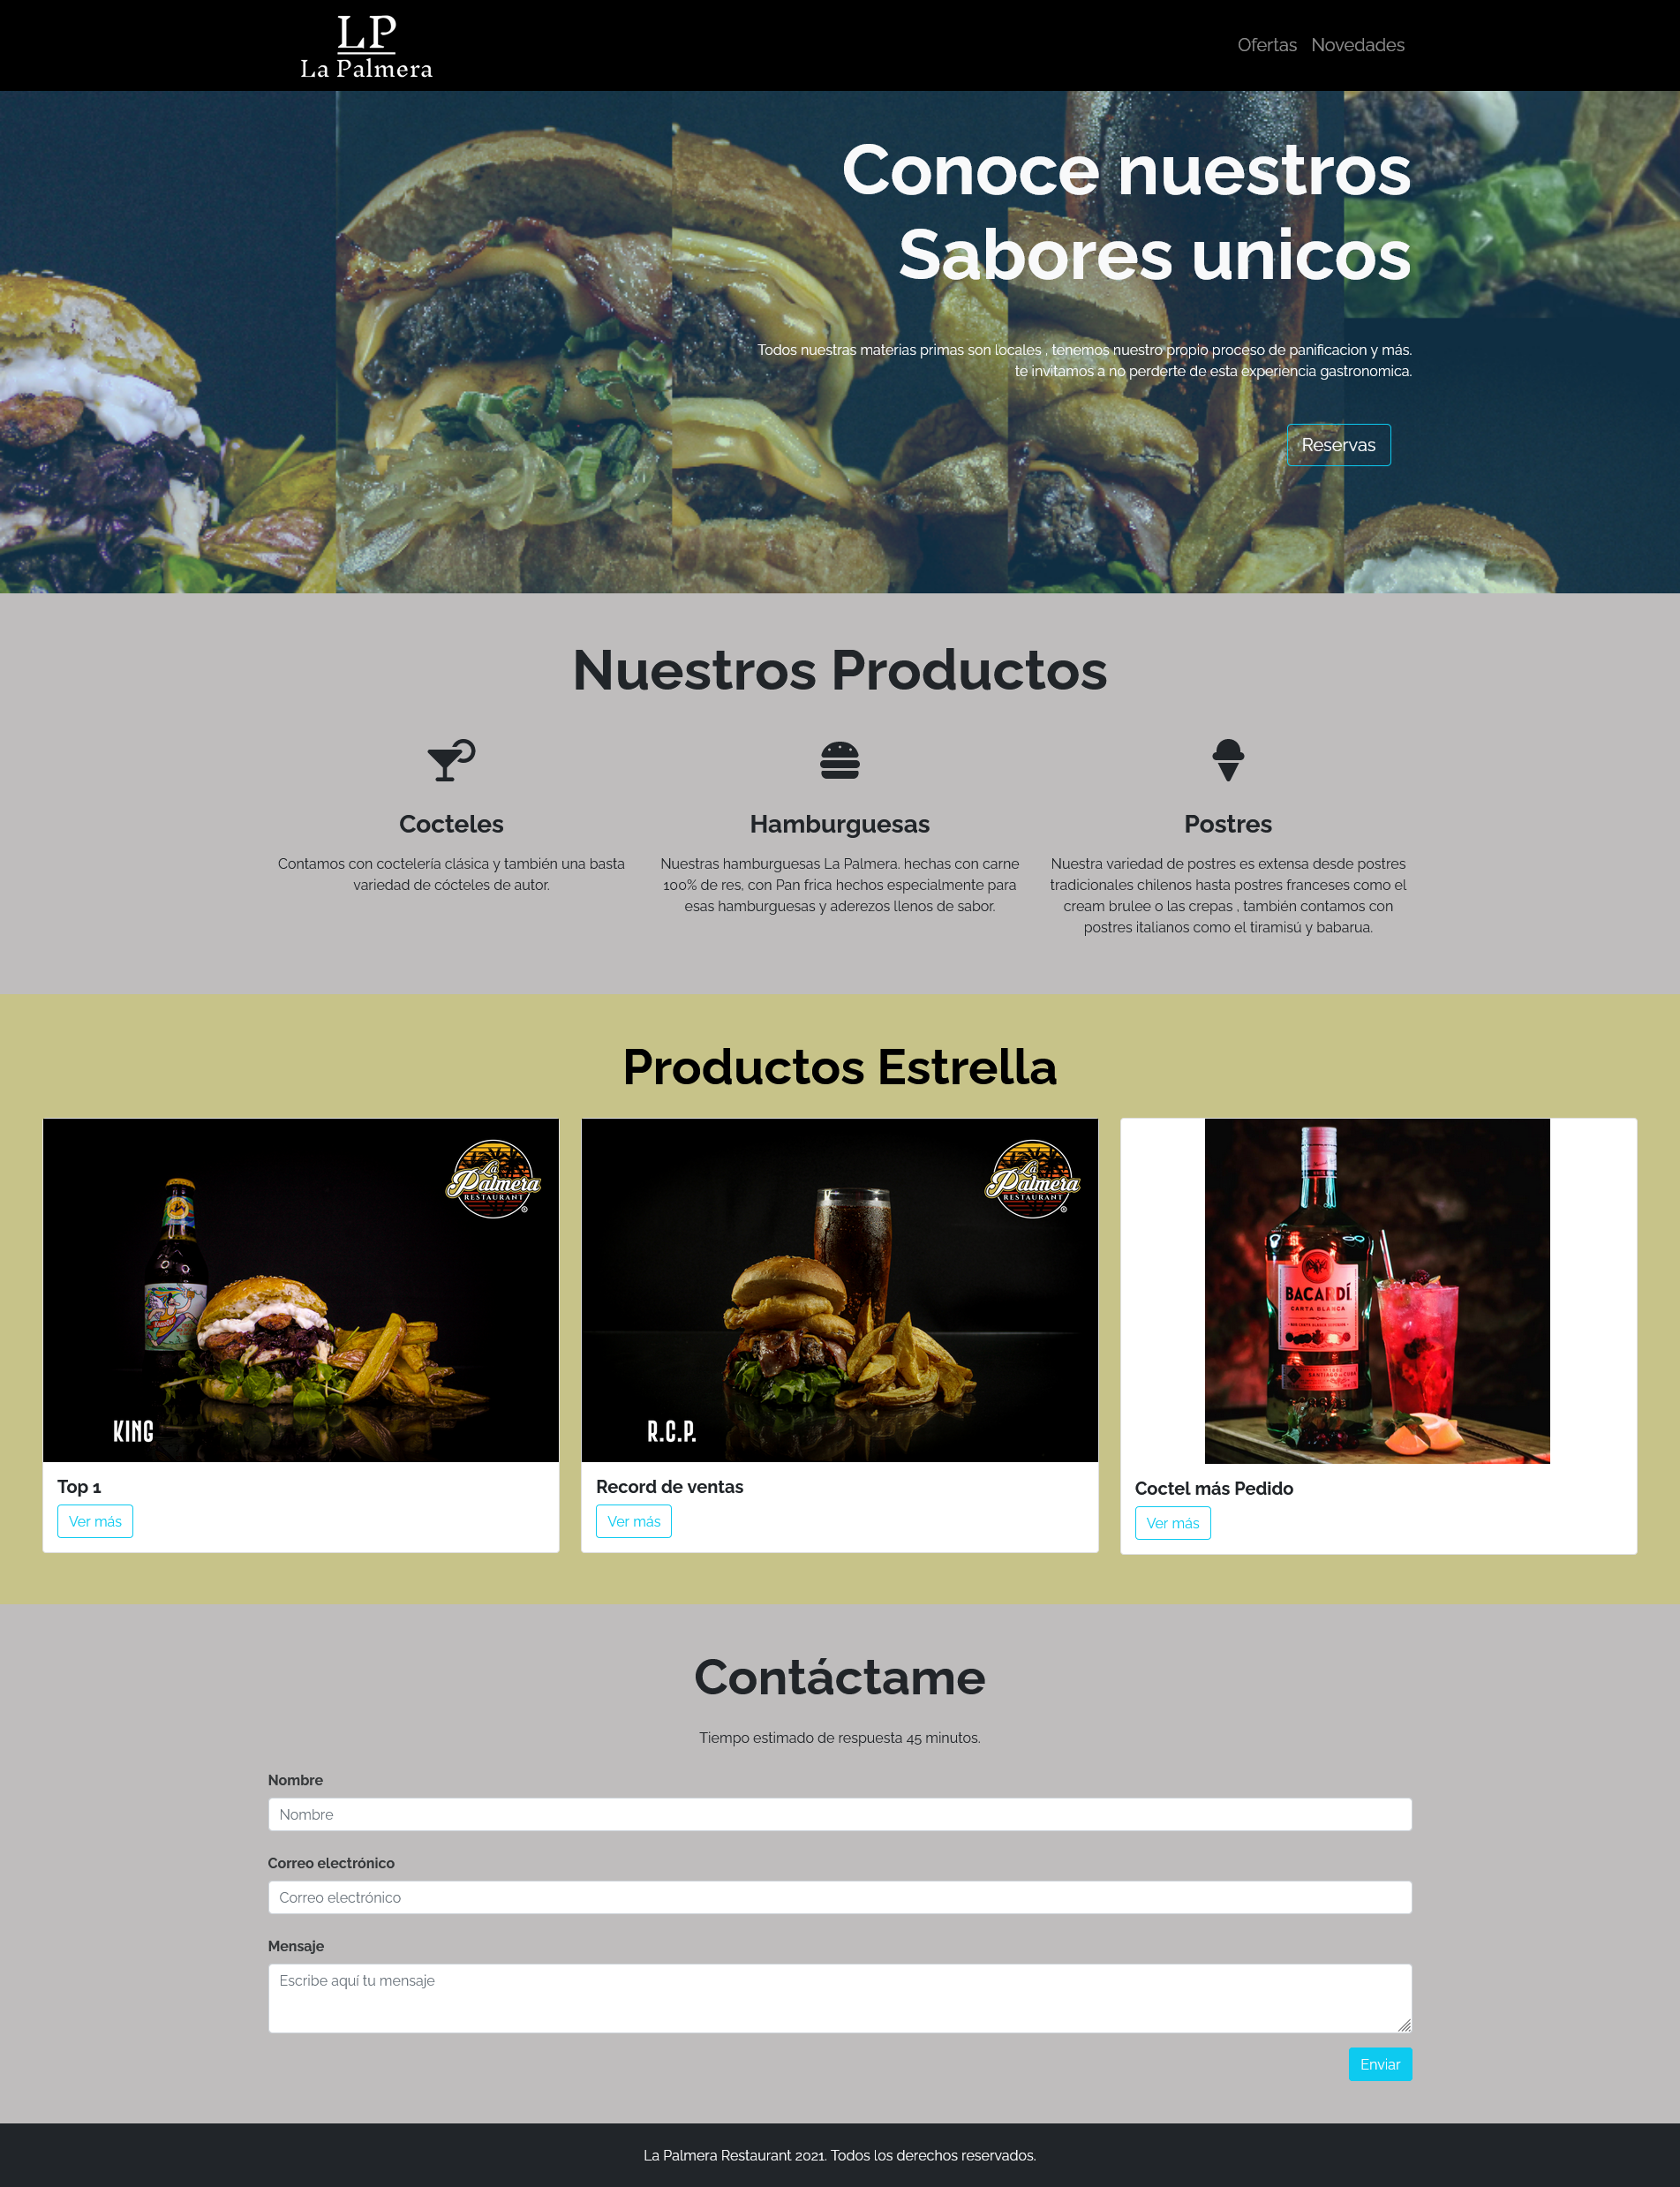 LP
La Palmera
Ofertas Novedades
Conoce nuestros
Sabores unicos
Todos nuestras materias primas son locales , tenemos nuestro propio proceso de panificacion y más.
te invitamos a no perderte de esta experiencia gastronomica.
Reservas
Nuestros Productos
Cocteles
Contamos con coctelería clásica y también una basta
variedad de cócteles de autor.
Hamburguesas
Nuestras hamburguesas La Palmera. hechas con carne
100% de res, con Pan frica hechos especialmente para
esas hamburguesas y aderezos llenos de sabor.
Postres
Nuestra variedad de postres es extensa desde postres
tradicionales chilenos hasta postres franceses como el
cream brulee o las crepas , también contamos con
postres italianos como el tiramisú y babarua.
Productos Estrella
La
Palmera
RESTAURANT
KING
Top 1
Ver más
La
Palmera
RESTAURANT
R.C.P.
Record de ventas
Ver más
BACARDÍ
CARTA BLANCA
Coctel más Pedido
Ver más
Contáctame
Tiempo estimado de respuesta 45 minutos.
Nombre
Nombre
Correo electrónico
Correo electrónico
Mensaje
Escribe aquí tu mensaje
Enviar
La Palmera Restaurant 2021. Todos los derechos reservados.